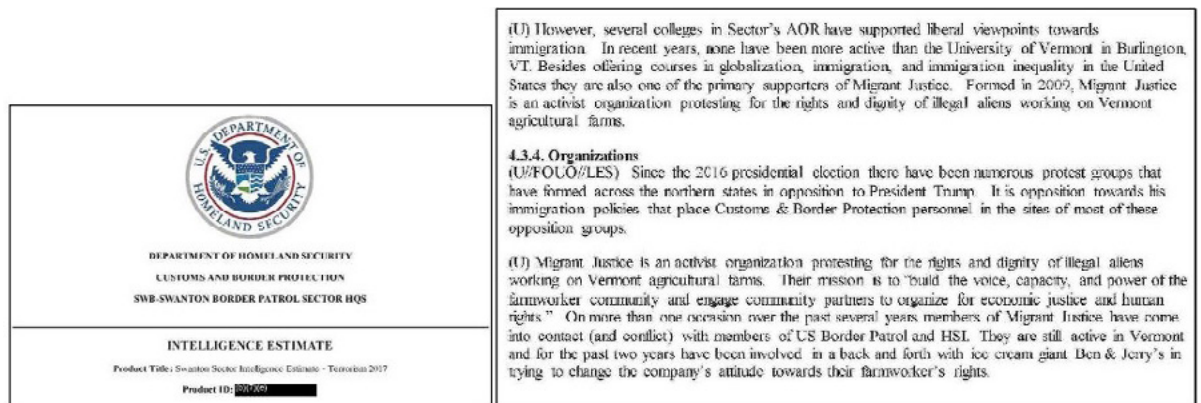 U.S. DEPARTMENT OF
HOMELAND SECURITY
DEPARTMENT OF HOMELAND SECURITY
CUSTOMS AND BORDER PROTECTION
SWB-SWANTON BORDER PATROL SECTOR HQS
INTELLIGENCE ESTIMATE
Product Title: Swanton Sector Intelligence Estimate - Terrorism 2017
Product ID: (b)(7)(e)
(U) However, several colleges in Sector's AOR have supported liberal viewpoints towards
immigration. In recent years, none have been more active than the University of Vermont in Burlington,
VT. Besides offering courses in globalization, immigration, and immigration inequality in the United
States they are also one of the primary supporters of Migrant Justice. Formed in 2009, Migrant Justice
is an activist organization protesting for the rights and dignity of illegal aliens working on Vermont
agricultural farms.
4.3.4. Organizations
(U//FOUO//LES) Since the 2016 presidential election there have been numerous protest groups that
have formed across the northern states in opposition to President Trump. It is opposition towards his
immigration policies that place Customs & Border Protection personnel in the sites of most of these
opposition groups.
(U) Migrant Justice is an activist organization protesting for the rights and dignity of illegal aliens
working on Vermont agricultural farms. Their mission is to "build the voice, capacity, and power of the
farmworker community and engage community partners to organize for economic justice and human
rights." On more than one occasion over the past several years members of Migrant Justice have come
into contact (and conflict) with members of US Border Patrol and HSI. They are still active in Vermont
and for the past two years have been involved in a back and forth with ice cream giant Ben & Jerry's in
trying to change the company's attitude towards their farmworker's rights.